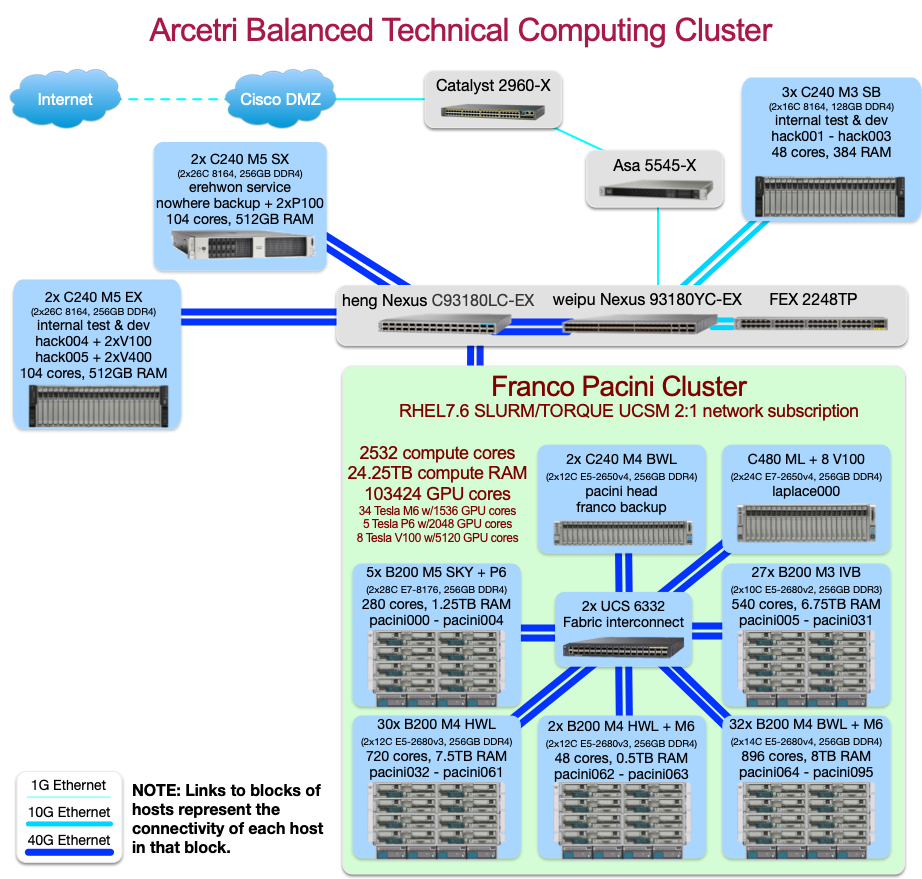 Arcetri Balanced Technical Computing Cluster
Internet
Cisco DMZ
Catalyst 2960-X
Asa 5545-X
3x C240 M3 SB
(2x16C 8164, 128GB DDR4)
internal test & dev
hack001 - hack003
48 cores, 384 RAM
2x C240 M5 SX
(2x26C 8164, 256GB DDR4)
erehwon service
nowhere backup + 2xP100
104 cores, 512GB RAM
2x C240 M5 EX
(2x26C 8164, 256GB DDR4)
internal test & dev
hack004 + 2xV100
hack005 + 2xV400
104 cores, 512GB RAM
heng Nexus C93180LC-EX
weipu Nexus 93180YC-EX
FEX 2248TP
Franco Pacini Cluster
RHEL7.6 SLURM/TORQUE UCSM 2:1 network subscription
2532 compute cores
24.25TB compute RAM
103424 GPU cores
34 Tesla M6 w/1536 GPU cores
5 Tesla P6 w/2048 GPU cores
8 Tesla V100 w/5120 GPU cores
2x C240 M4 BWL
(2x12C E5-2650v4, 256GB DDR4)
pacini head
franco backup
C480 ML + 8 V100
(2x24C E7-2650v4, 256GB DDR4)
laplace000
5x B200 M5 SKY + P6
(2x28C E7-8176, 256GB DDR4)
280 cores, 1.25TB RAM
pacini000 - pacini004
2x UCS 6332
Fabric interconnect
27x B200 M3 IVB
(2x10C E5-2680v2, 256GB DDR3)
540 cores, 6.75TB RAM
pacini005 - pacini031
30x B200 M4 HWL
(2x12C E5-2680v3, 256GB DDR4)
720 cores, 7.5TB RAM
pacini032 - pacini061
2x B200 M4 HWL + M6
(2x12C E5-2680v3, 256GB DDR4)
48 cores, 0.5TB RAM
pacini062 - pacini063
32x B200 M4 BWL + M6
(2x14C E5-2680v4, 256GB DDR4)
896 cores, 8TB RAM
pacini064 - pacini095
1G Ethernet
10G Ethernet
40G Ethernet
NOTE: Links to blocks of
hosts represent the
connectivity of each host
in that block.